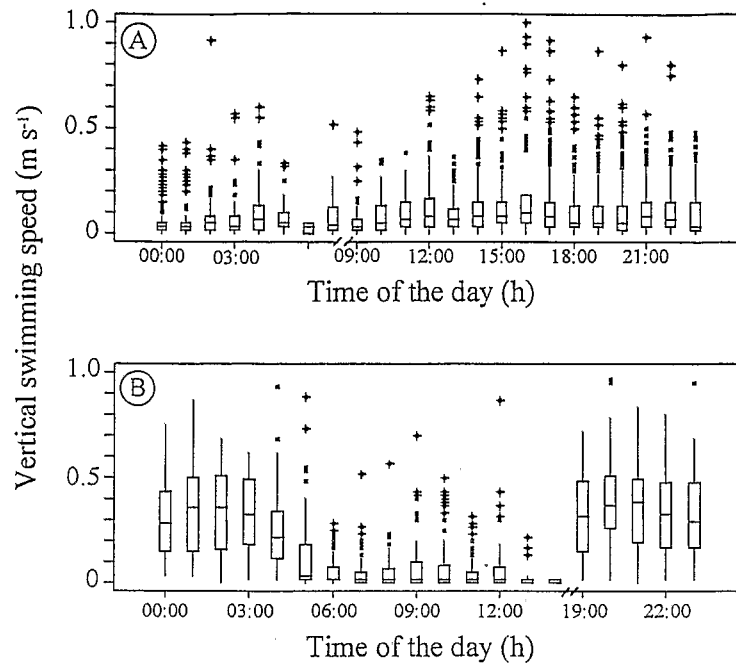 A
Vertical swimming speed (m s⁻¹)
1.0
0.5
0
00:00 03:00 09:00 12:00 15:00 18:00 21:00
Time of the day (h)
B
1.0
0.5
0
00:00 03:00 06:00 09:00 12:00 19:00 22:00
Time of the day (h)